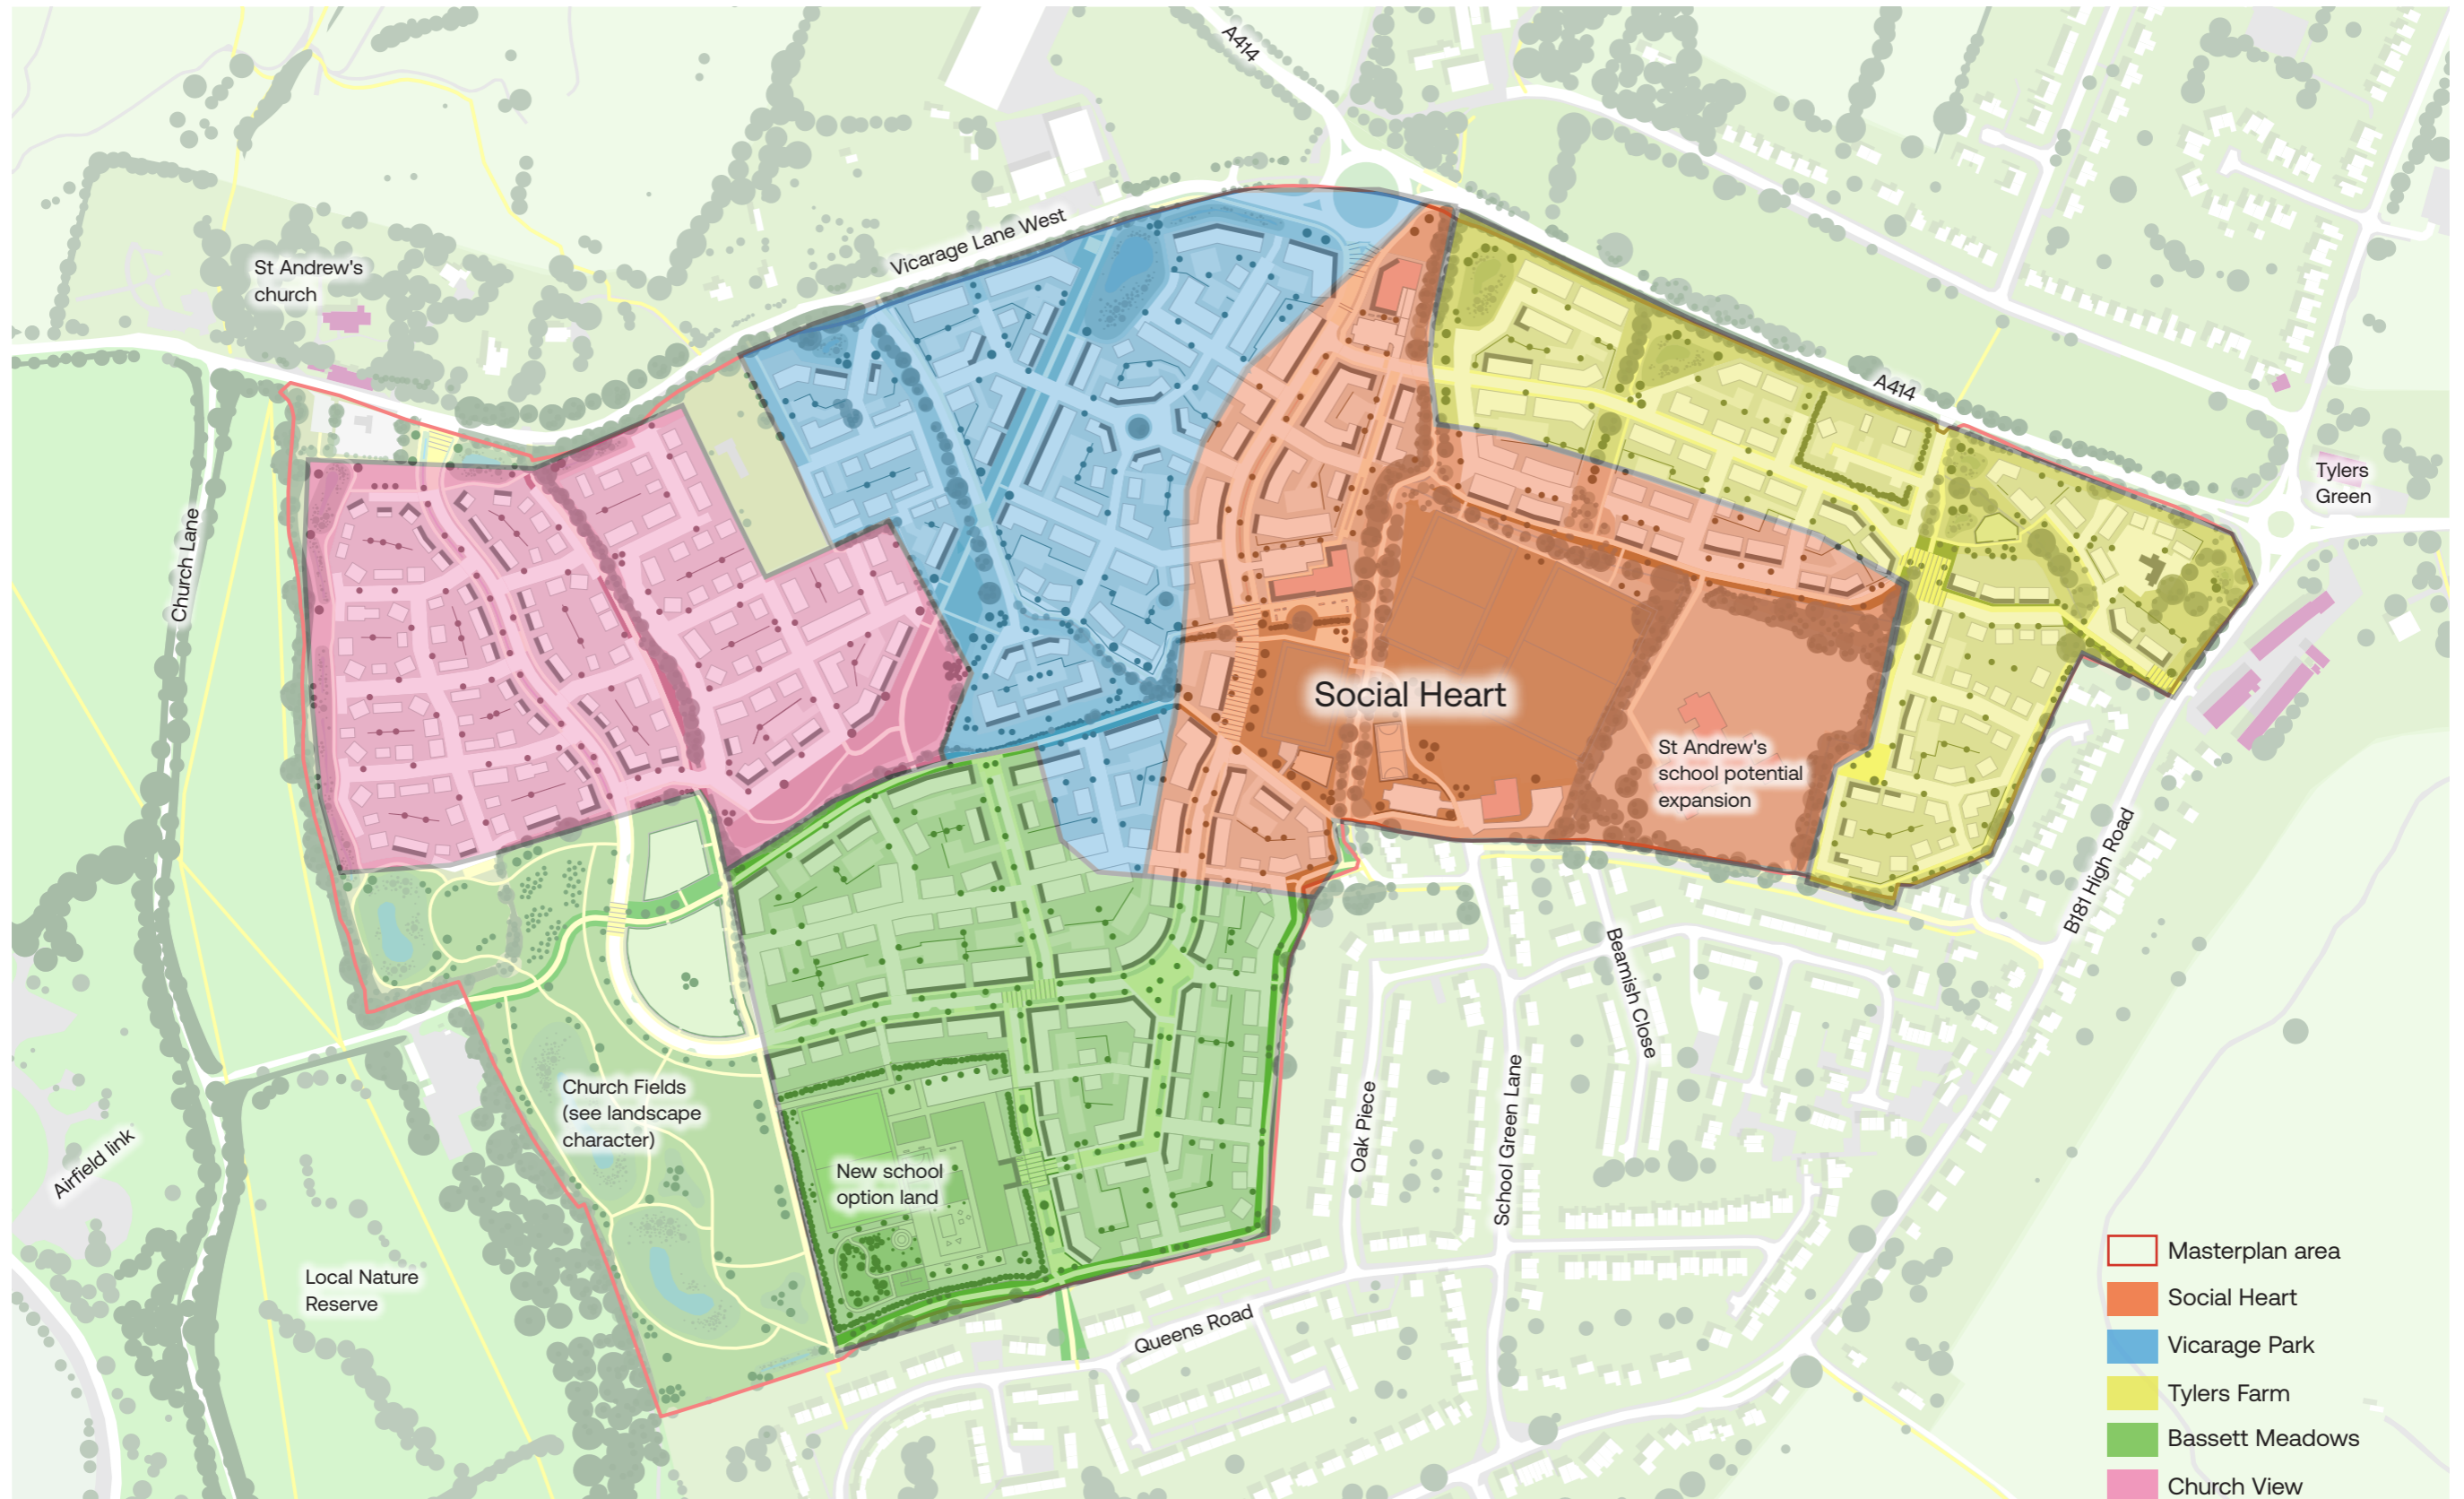 A414
Vicarage Lane West
St Andrew's
church
A414
Tylers
Green
Church Lane
Social Heart
St Andrew's
school potential
expansion
B181 High Road
Beamish Close
Church Fields
(see landscape
character)
Oak Piece
School Green Lane
Airfield link
New school
option land
Local Nature
Reserve
Queens Road
Masterplan area
Social Heart
Vicarage Park
Tylers Farm
Bassett Meadows
Church View